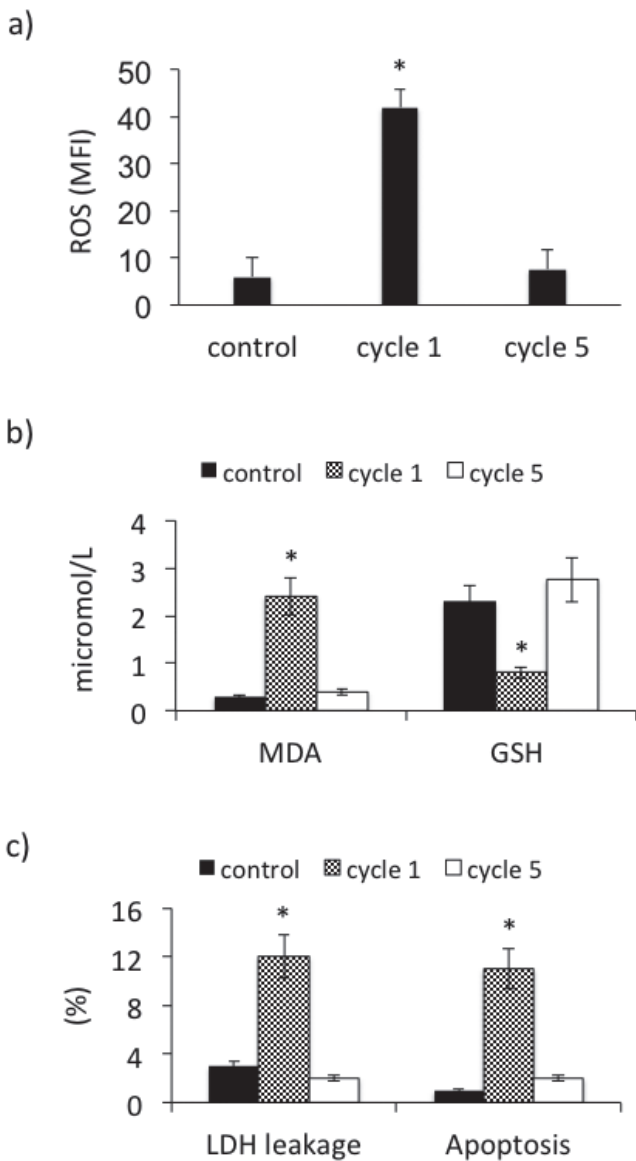 a)
50
40
30
20
10
0
ROS (MFI)
*
control cycle 1 cycle 5
b)
control cycle 1 cycle 5
4
3
2
1
0
micromol/L
* *
MDA GSH
c)
control cycle 1 cycle 5
16
12
8
4
0
(%)
* *
LDH leakage Apoptosis